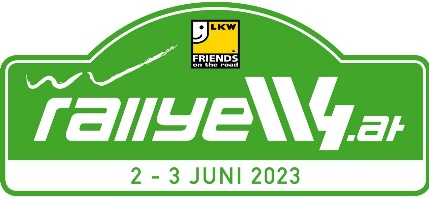 LKW
FRIENDS
on the road
rallyeW4.at
2 - 3 JUNI 2023